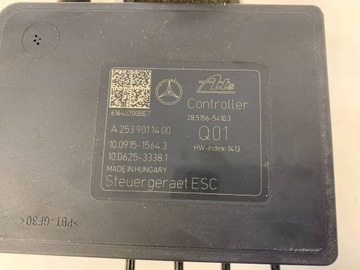 Ate
Controller
61640200BE7
28.5156-5410.3
A 253 901 14 00
Q01
10.0915-1564.3
HW-Index: 1413
10.0625-3338.1
MADE IN HUNGARY
Steuergeraet ESC
>PBT-GF30<